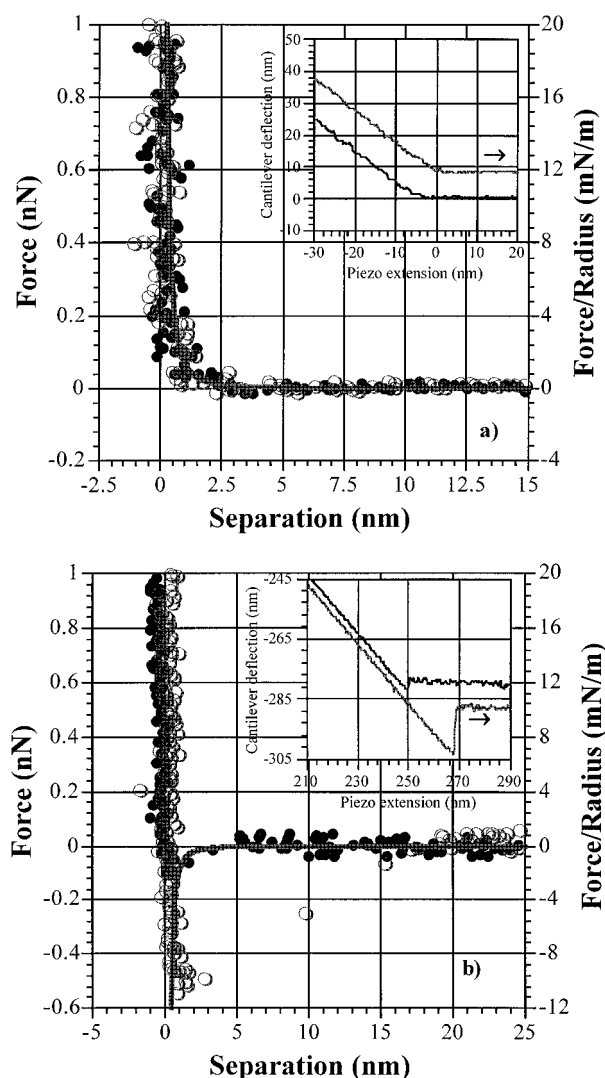 1
0.8
0.6
0.4
0.2
0
-0.2
Force (nN)
20
16
12
8
4
0
-4
Force/Radius (mN/m)
50
40
30
20
10
0
10
Cantilever deflection (nm)
-30 -20 -10 0 10 20
Piezo extension (nm)
a)
-2.5 0 2.5 5 7.5 10 12.5 15
Separation (nm)
1
0.8
0.6
0.4
0.2
0
-0.2
-0.4
-0.6
Force (nN)
20
16
12
8
4
0
-4
-8
-12
Force/Radius (mN/m)
-245
-265
-285
-305
Cantilever deflection (nm)
210 230 250 270 290
Piezo extension (nm)
b)
-5 0 5 10 15 20 25
Separation (nm)